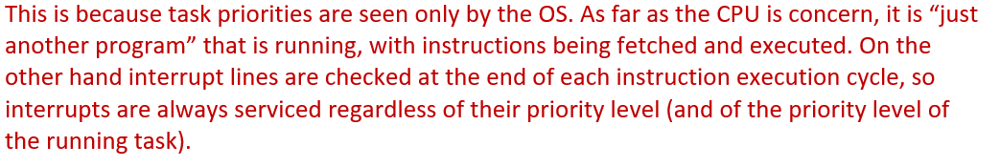 This is because task priorities are seen only by the OS. As far as the CPU is concern, it is “just
another program” that is running, with instructions being fetched and executed. On the
other hand interrupt lines are checked at the end of each instruction execution cycle, so
interrupts are always serviced regardless of their priority level (and of the priority level of
the running task).